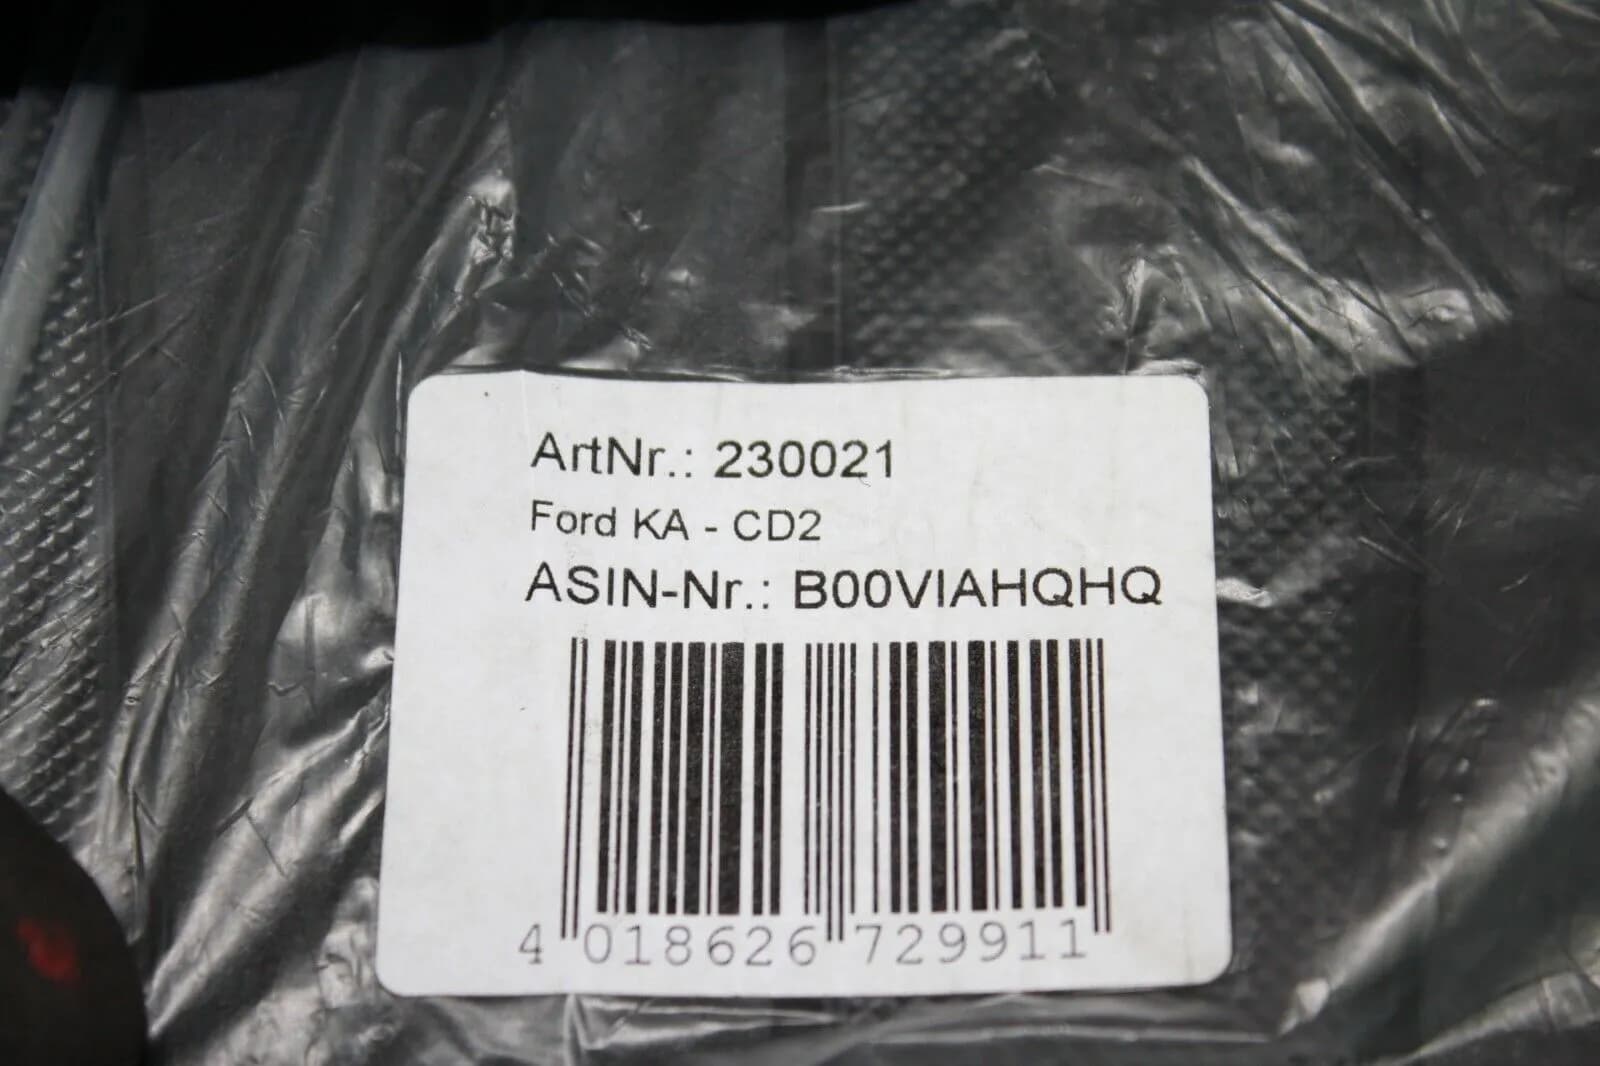 ArtNr.: 230021
Ford KA - CD2
ASIN-Nr.: B00VIAHQHQ
4 018626 729911